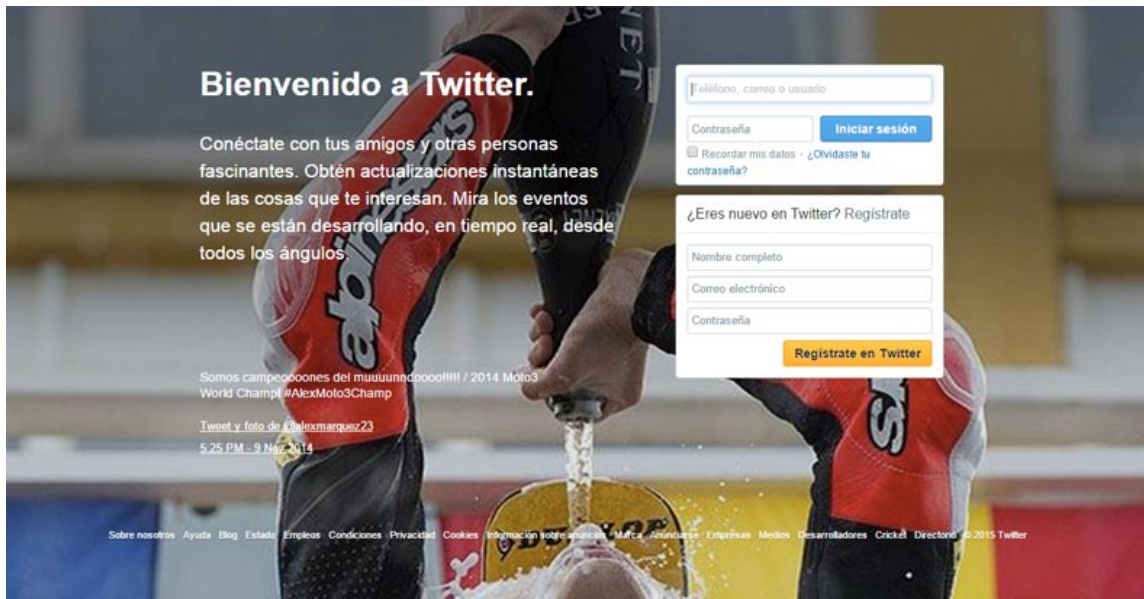 Bienvenido a Twitter.
Conéctate con tus amigos y otras personas
fascinantes. Obtén actualizaciones instantáneas
de las cosas que te interesan. Mira los eventos
que se están desarrollando, en tiempo real, desde
todos los ángulos.
Somos campeooones del muuuunndoooo!!!!! / 2014 Moto3
World Champ! #AlexMoto3Champ
Tweet y foto de @alexmarquez23
5:25 PM - 9 Nov 2014
Teléfono, correo o usuario
Contraseña
Iniciar sesión
Recordar mis datos · ¿Olvidaste tu
contraseña?
¿Eres nuevo en Twitter? Regístrate
Nombre completo
Correo electrónico
Contraseña
Regístrate en Twitter
alpinestars
NET
DUNLOP
Sobre nosotros Ayuda Blog Estado Empleos Condiciones Privacidad Cookies Información sobre anuncios Marca Anunciarse Empresas Medios Desarrolladores Crickel Directorio © 2015 Twitter